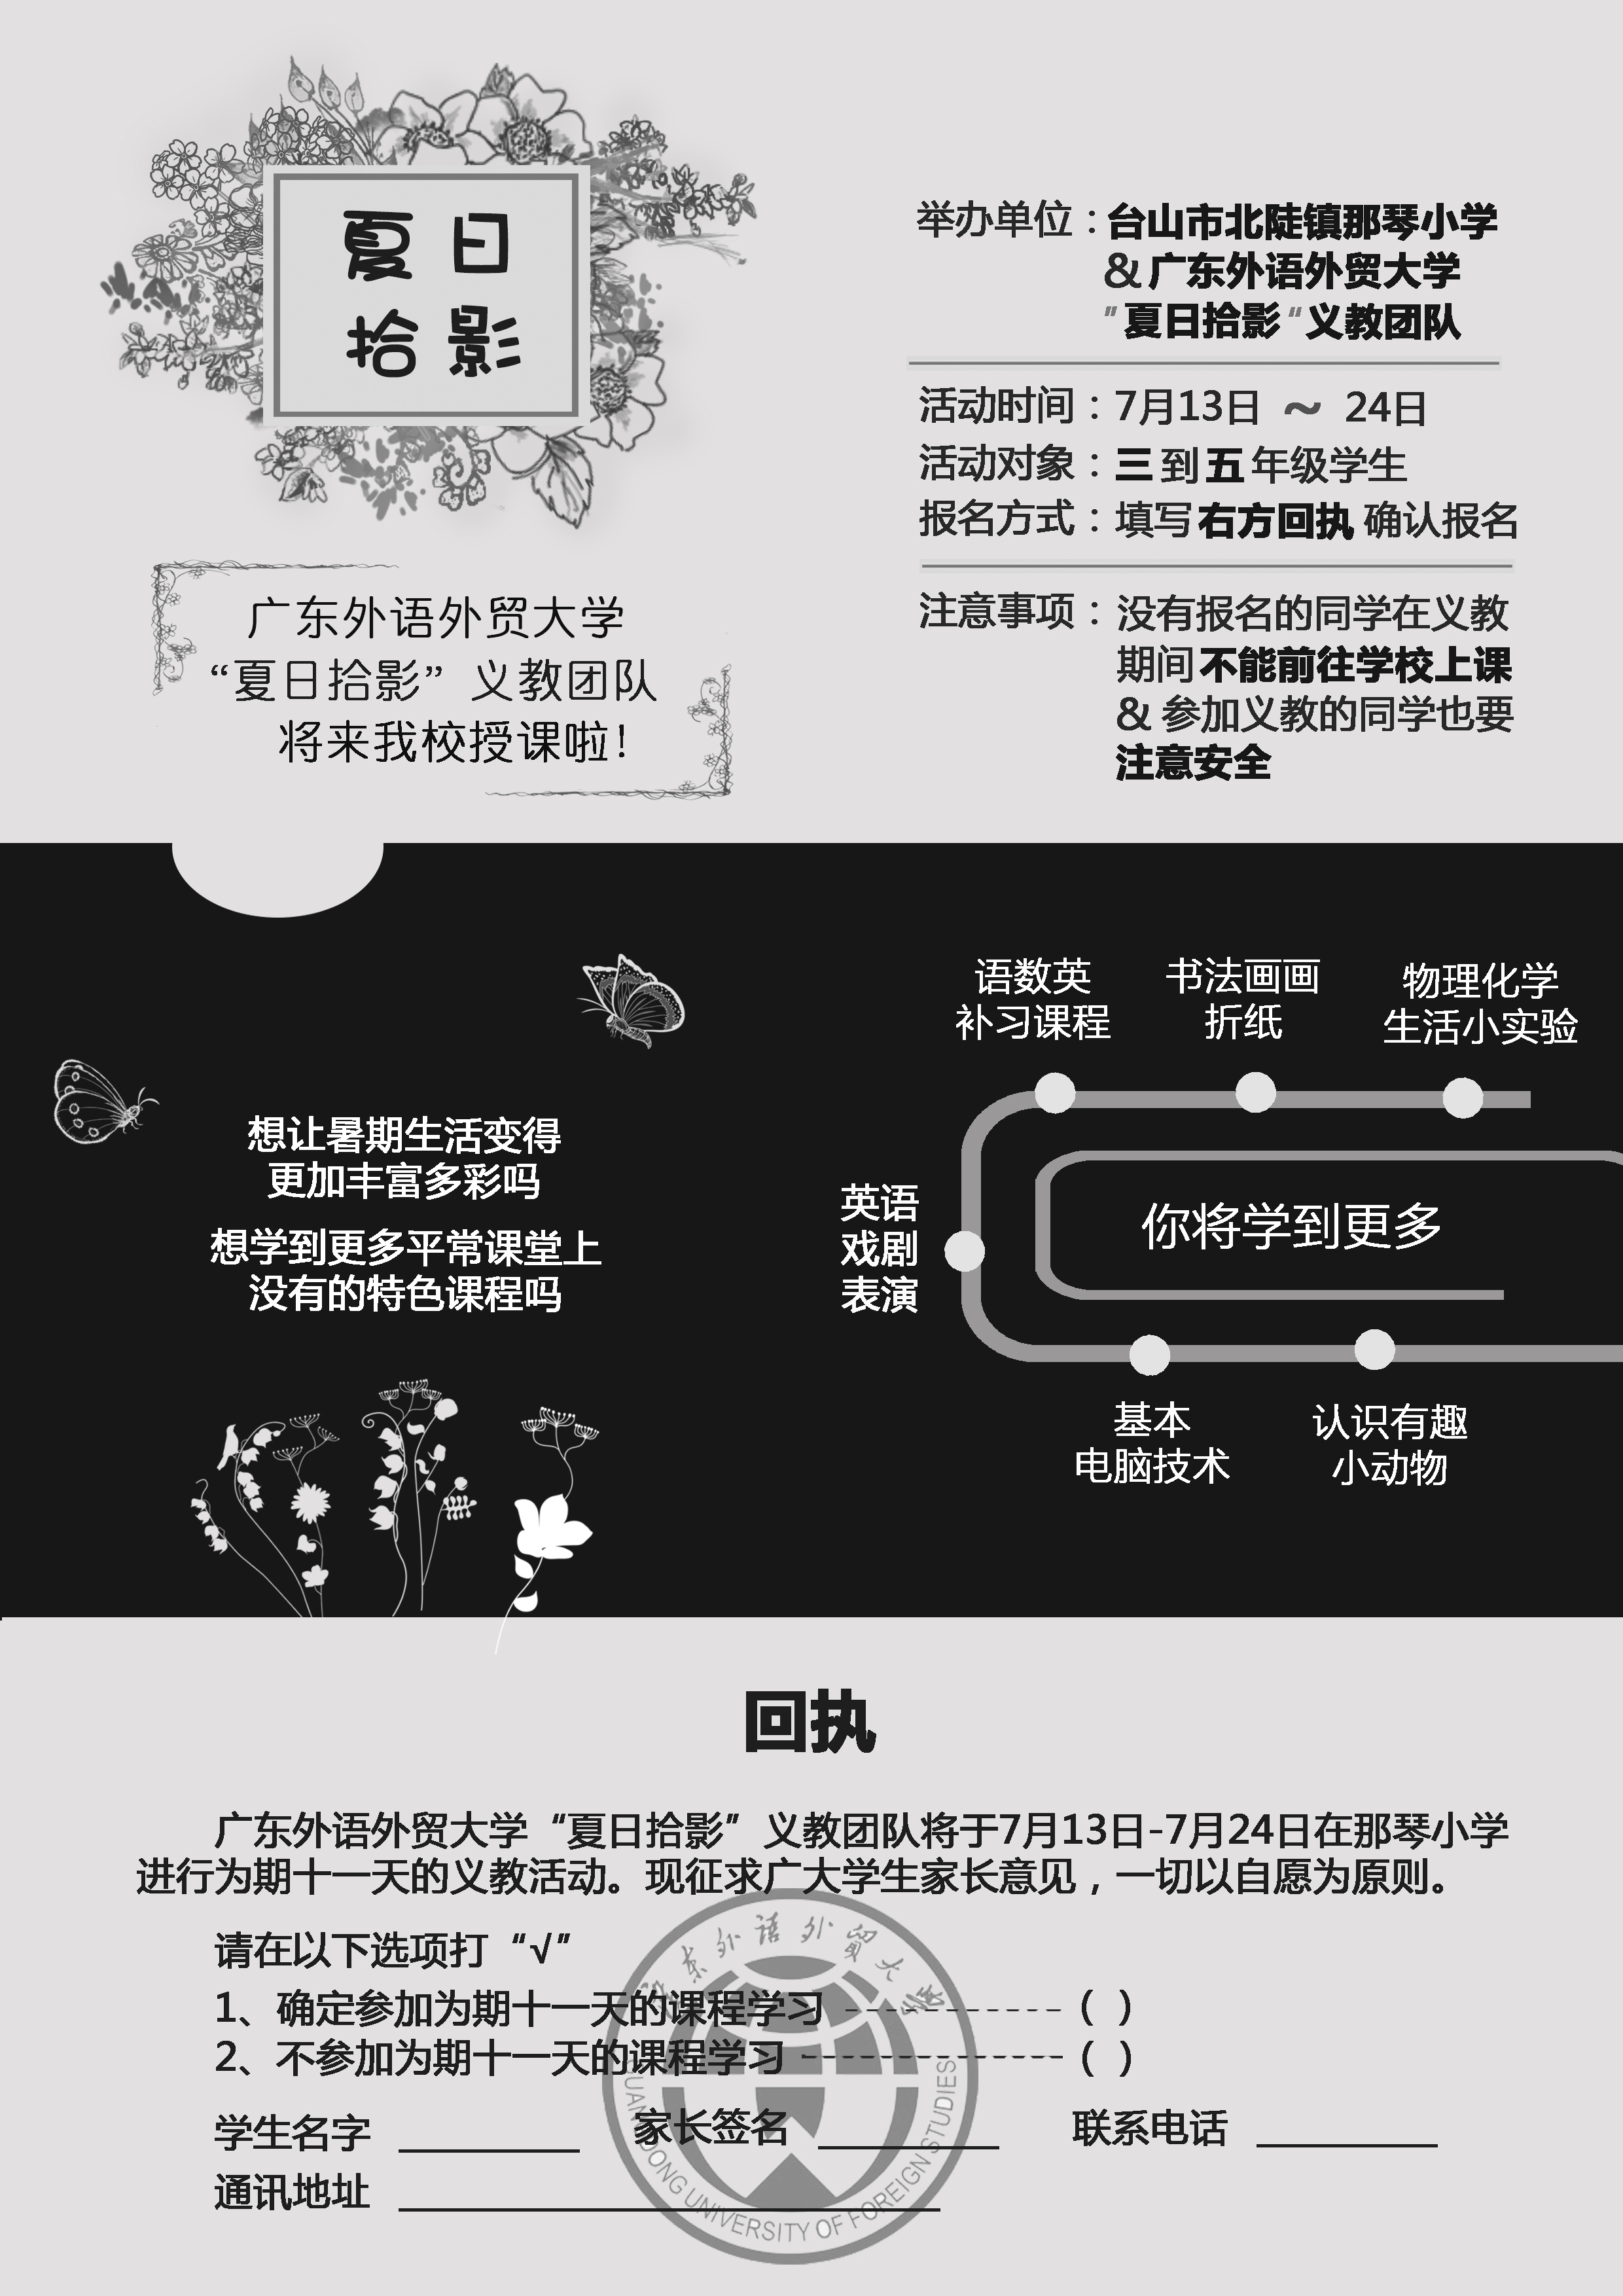 夏日
拾影
广东外语外贸大学
“夏日拾影”义教团队
将来我校授课啦！
举办单位：台山市北陡镇那琴小学
&广东外语外贸大学
”夏日拾影“义教团队
活动时间：7月13日 ~ 24日
活动对象：三到五年级学生
报名方式：填写右方回执确认报名
注意事项：没有报名的同学在义教
期间不能前往学校上课
& 参加义教的同学也要
注意安全
想让暑期生活变得
更加丰富多彩吗
想学到更多平常课堂上
没有的特色课程吗
语数英
补习课程
书法画画
折纸
物理化学
生活小实验
英语
戏剧
表演
你将学到更多
基本
电脑技术
认识有趣
小动物
回执
广东外语外贸大学“夏日拾影”义教团队将于7月13日-7月24日在那琴小学
进行为期十一天的义教活动。现征求广大学生家长意见，一切以自愿为原则。
请在以下选项打“√”
1、确定参加为期十一天的课程学习 ------------ ( )
2、不参加为期十一天的课程学习 -------------- ( )
学生名字 ________ 家长签名 ________ 联系电话 ________
通讯地址 ________________________
广东外语外贸大学
GUANGDONG UNIVERSITY OF FOREIGN STUDIES